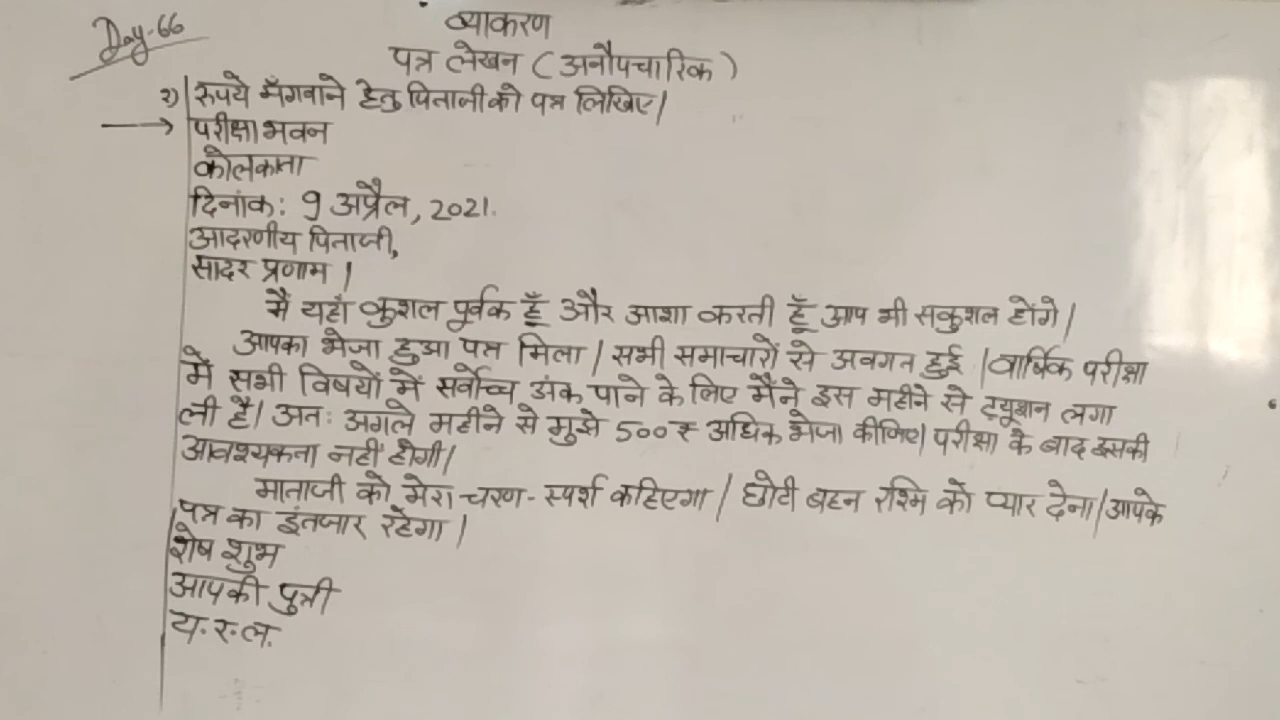 Day-66
व्याकरण
पत्र लेखन (अनौपचारिक)
२) रुपये मँगवाने हेतु पिताजी को पत्र लिखिए।
→ परीक्षा भवन
कोलकाता
दिनांक: 9 अप्रैल, 2021.
आदरणीय पिताजी,
सादर प्रणाम।
मैं यहाँ कुशल पूर्वक हूँ और आशा करती हूँ आप भी सकुशल होंगे।
आपका भेजा हुआ पत्र मिला। सभी समाचारों से अवगत हुई। वार्षिक परीक्षा
में सभी विषयों में सर्वोच्च अंक पाने के लिए मैंने इस महीने से ट्यूशन लगा
ली है। अतः अगले महीने से मुझे 500₹ अधिक भेजा कीजिए। परीक्षा के बाद इसकी
आवश्यकता नहीं होगी।
माताजी को मेरा चरण-स्पर्श कहिएगा। छोटी बहन रश्मि को प्यार देना। आपके
पत्र का इंतजार रहेगा।
शेष शुभ
आपकी पुत्री
य.र.ल.